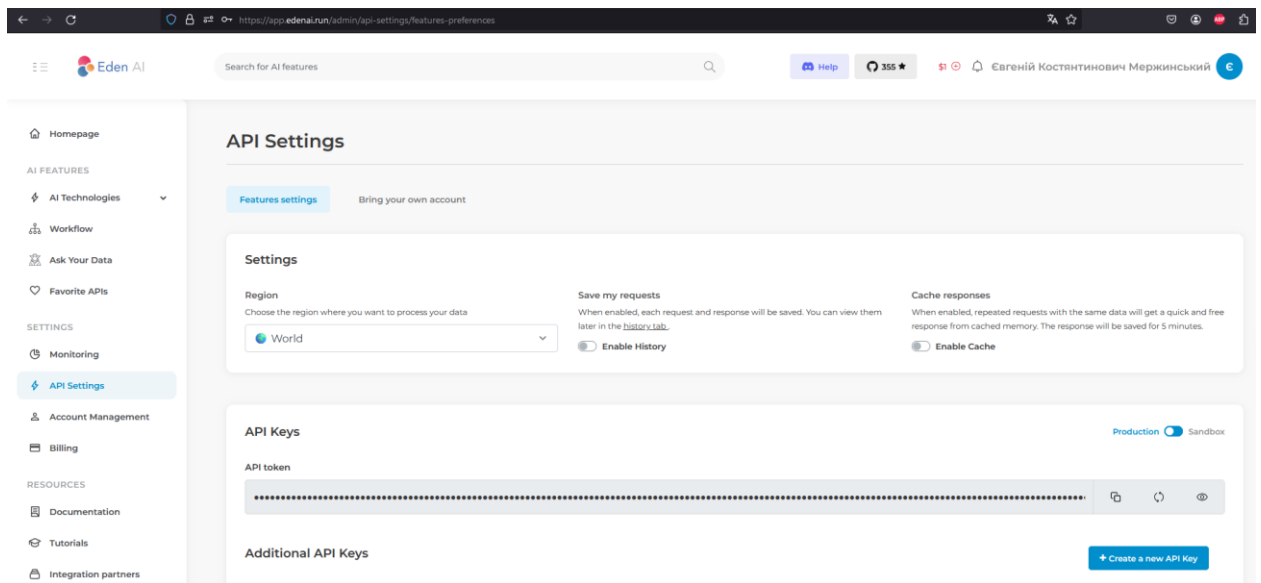 https://app.edenai.run/admin/api-settings/features-preferences
Eden AI
Search for AI features
Help
355 ★
$1
Євгеній Костянтинович Мержинський
Є
Homepage
AI FEATURES
AI Technologies
Workflow
Ask Your Data
Favorite APIs
SETTINGS
Monitoring
API Settings
Account Management
Billing
RESOURCES
Documentation
Tutorials
Integration partners
API Settings
Features settings
Bring your own account
Settings
Region
Choose the region where you want to process your data
World
Save my requests
When enabled, each request and response will be saved. You can view them
later in the history tab .
Enable History
Cache responses
When enabled, repeated requests with the same data will get a quick and free
response from cached memory. The response will be saved for 5 minutes.
Enable Cache
API Keys
Production
Sandbox
API token
Additional API Keys
+ Create a new API Key